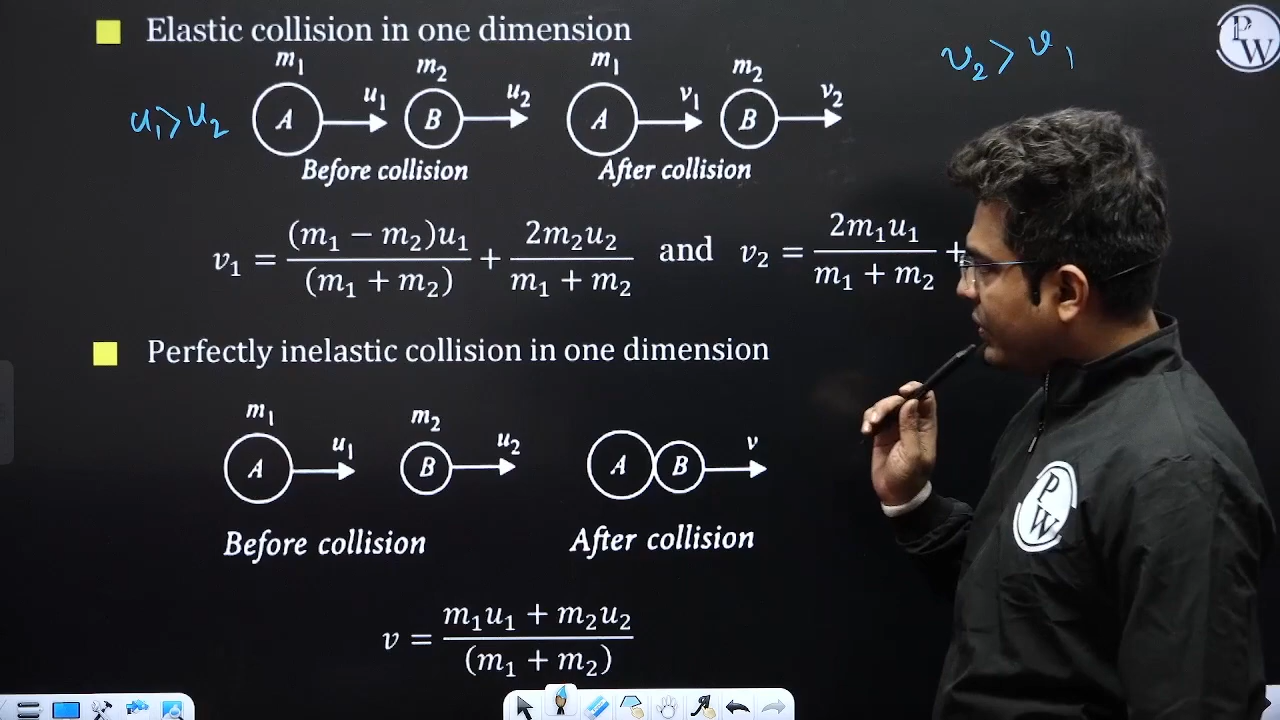 Elastic collision in one dimension
v₂ > v₁
PW
u₁ > u₂
m₁ m₂ m₁ m₂
A u₁ B u₂ A v₁ B v₂
Before collision After collision
v₁ = (m₁ − m₂)u₁ / (m₁ + m₂) + 2m₂u₂ / m₁ + m₂ and v₂ = 2m₁u₁ / m₁ + m₂ +
Perfectly inelastic collision in one dimension
m₁ m₂
A u₁ B u₂ A B v
Before collision After collision
PW
v = m₁u₁ + m₂u₂ / (m₁ + m₂)